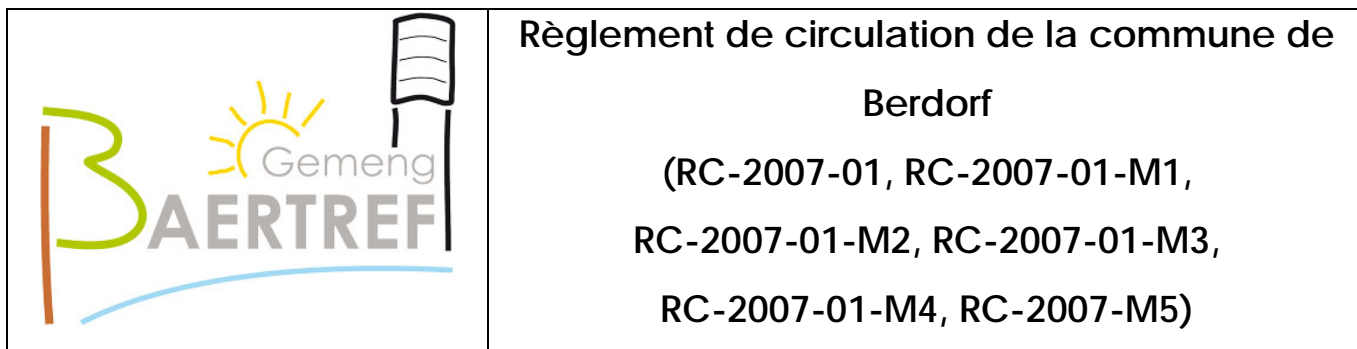 Gemeng
BAERTREF
Règlement de circulation de la commune de
Berdorf
(RC-2007-01, RC-2007-01-M1,
RC-2007-01-M2, RC-2007-01-M3,
RC-2007-01-M4, RC-2007-M5)